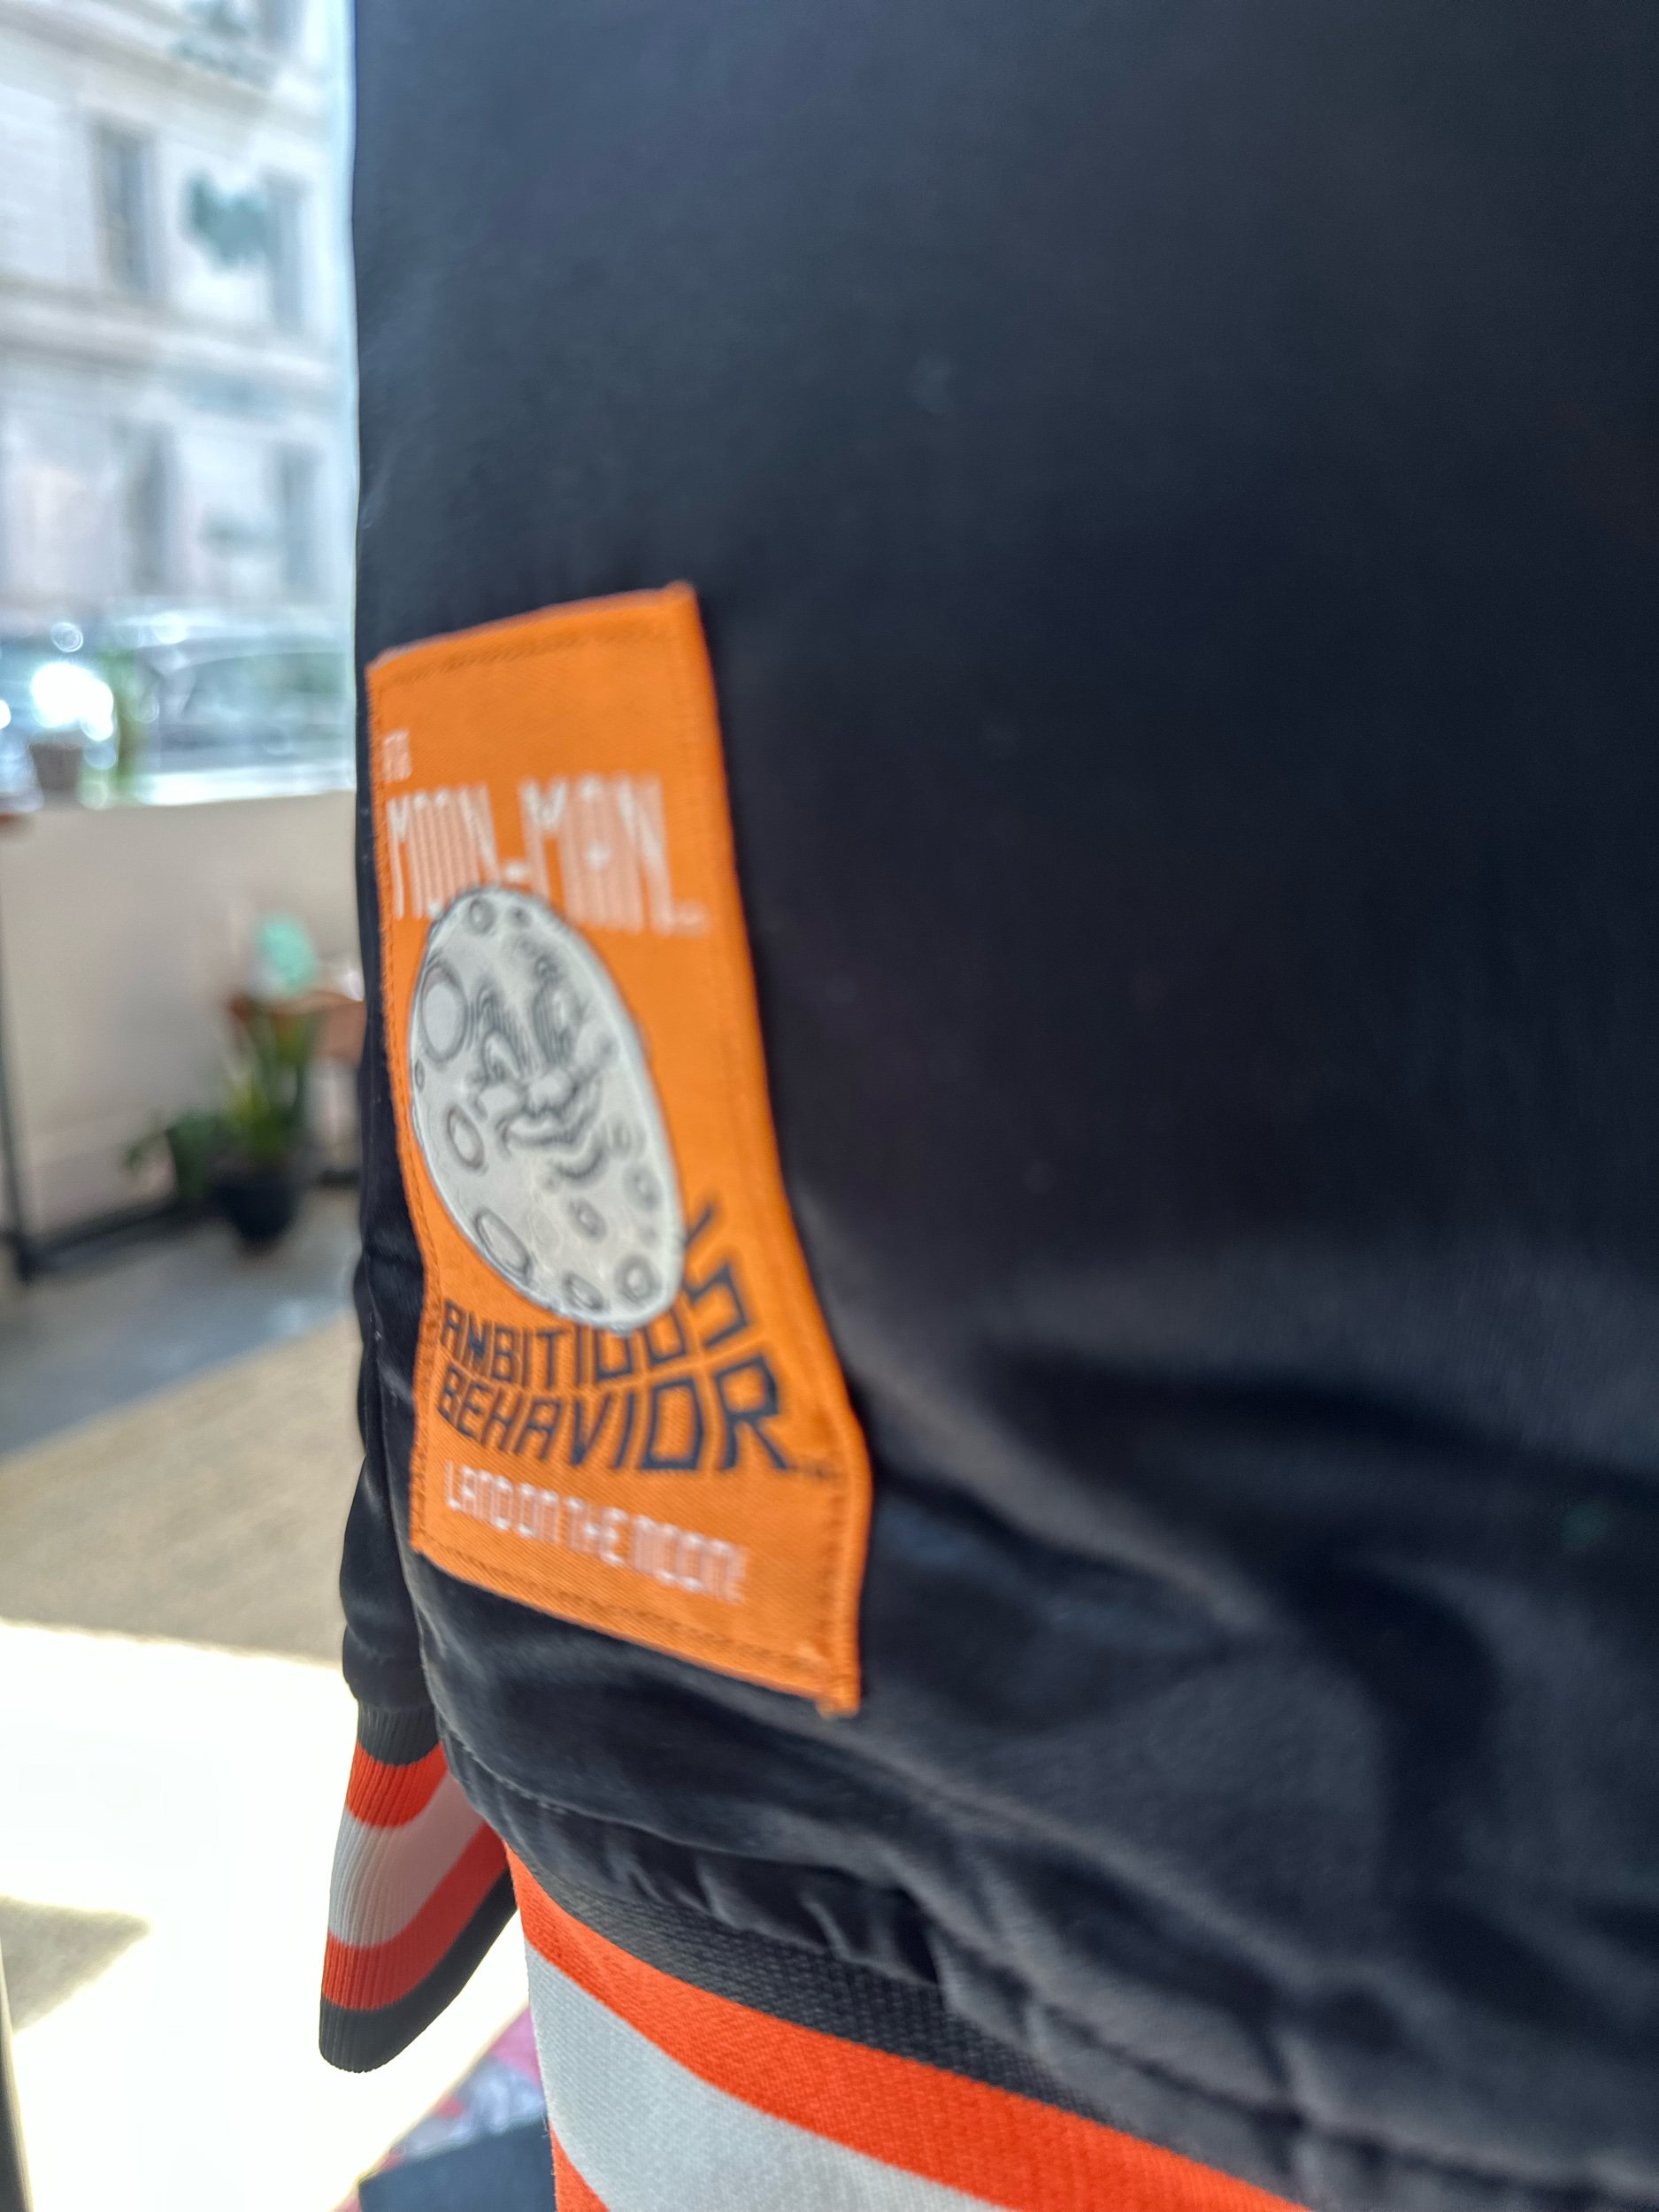 MOON-MAN
AMBITIOUS
BEHAVIOR
LAND ON THE MOON!